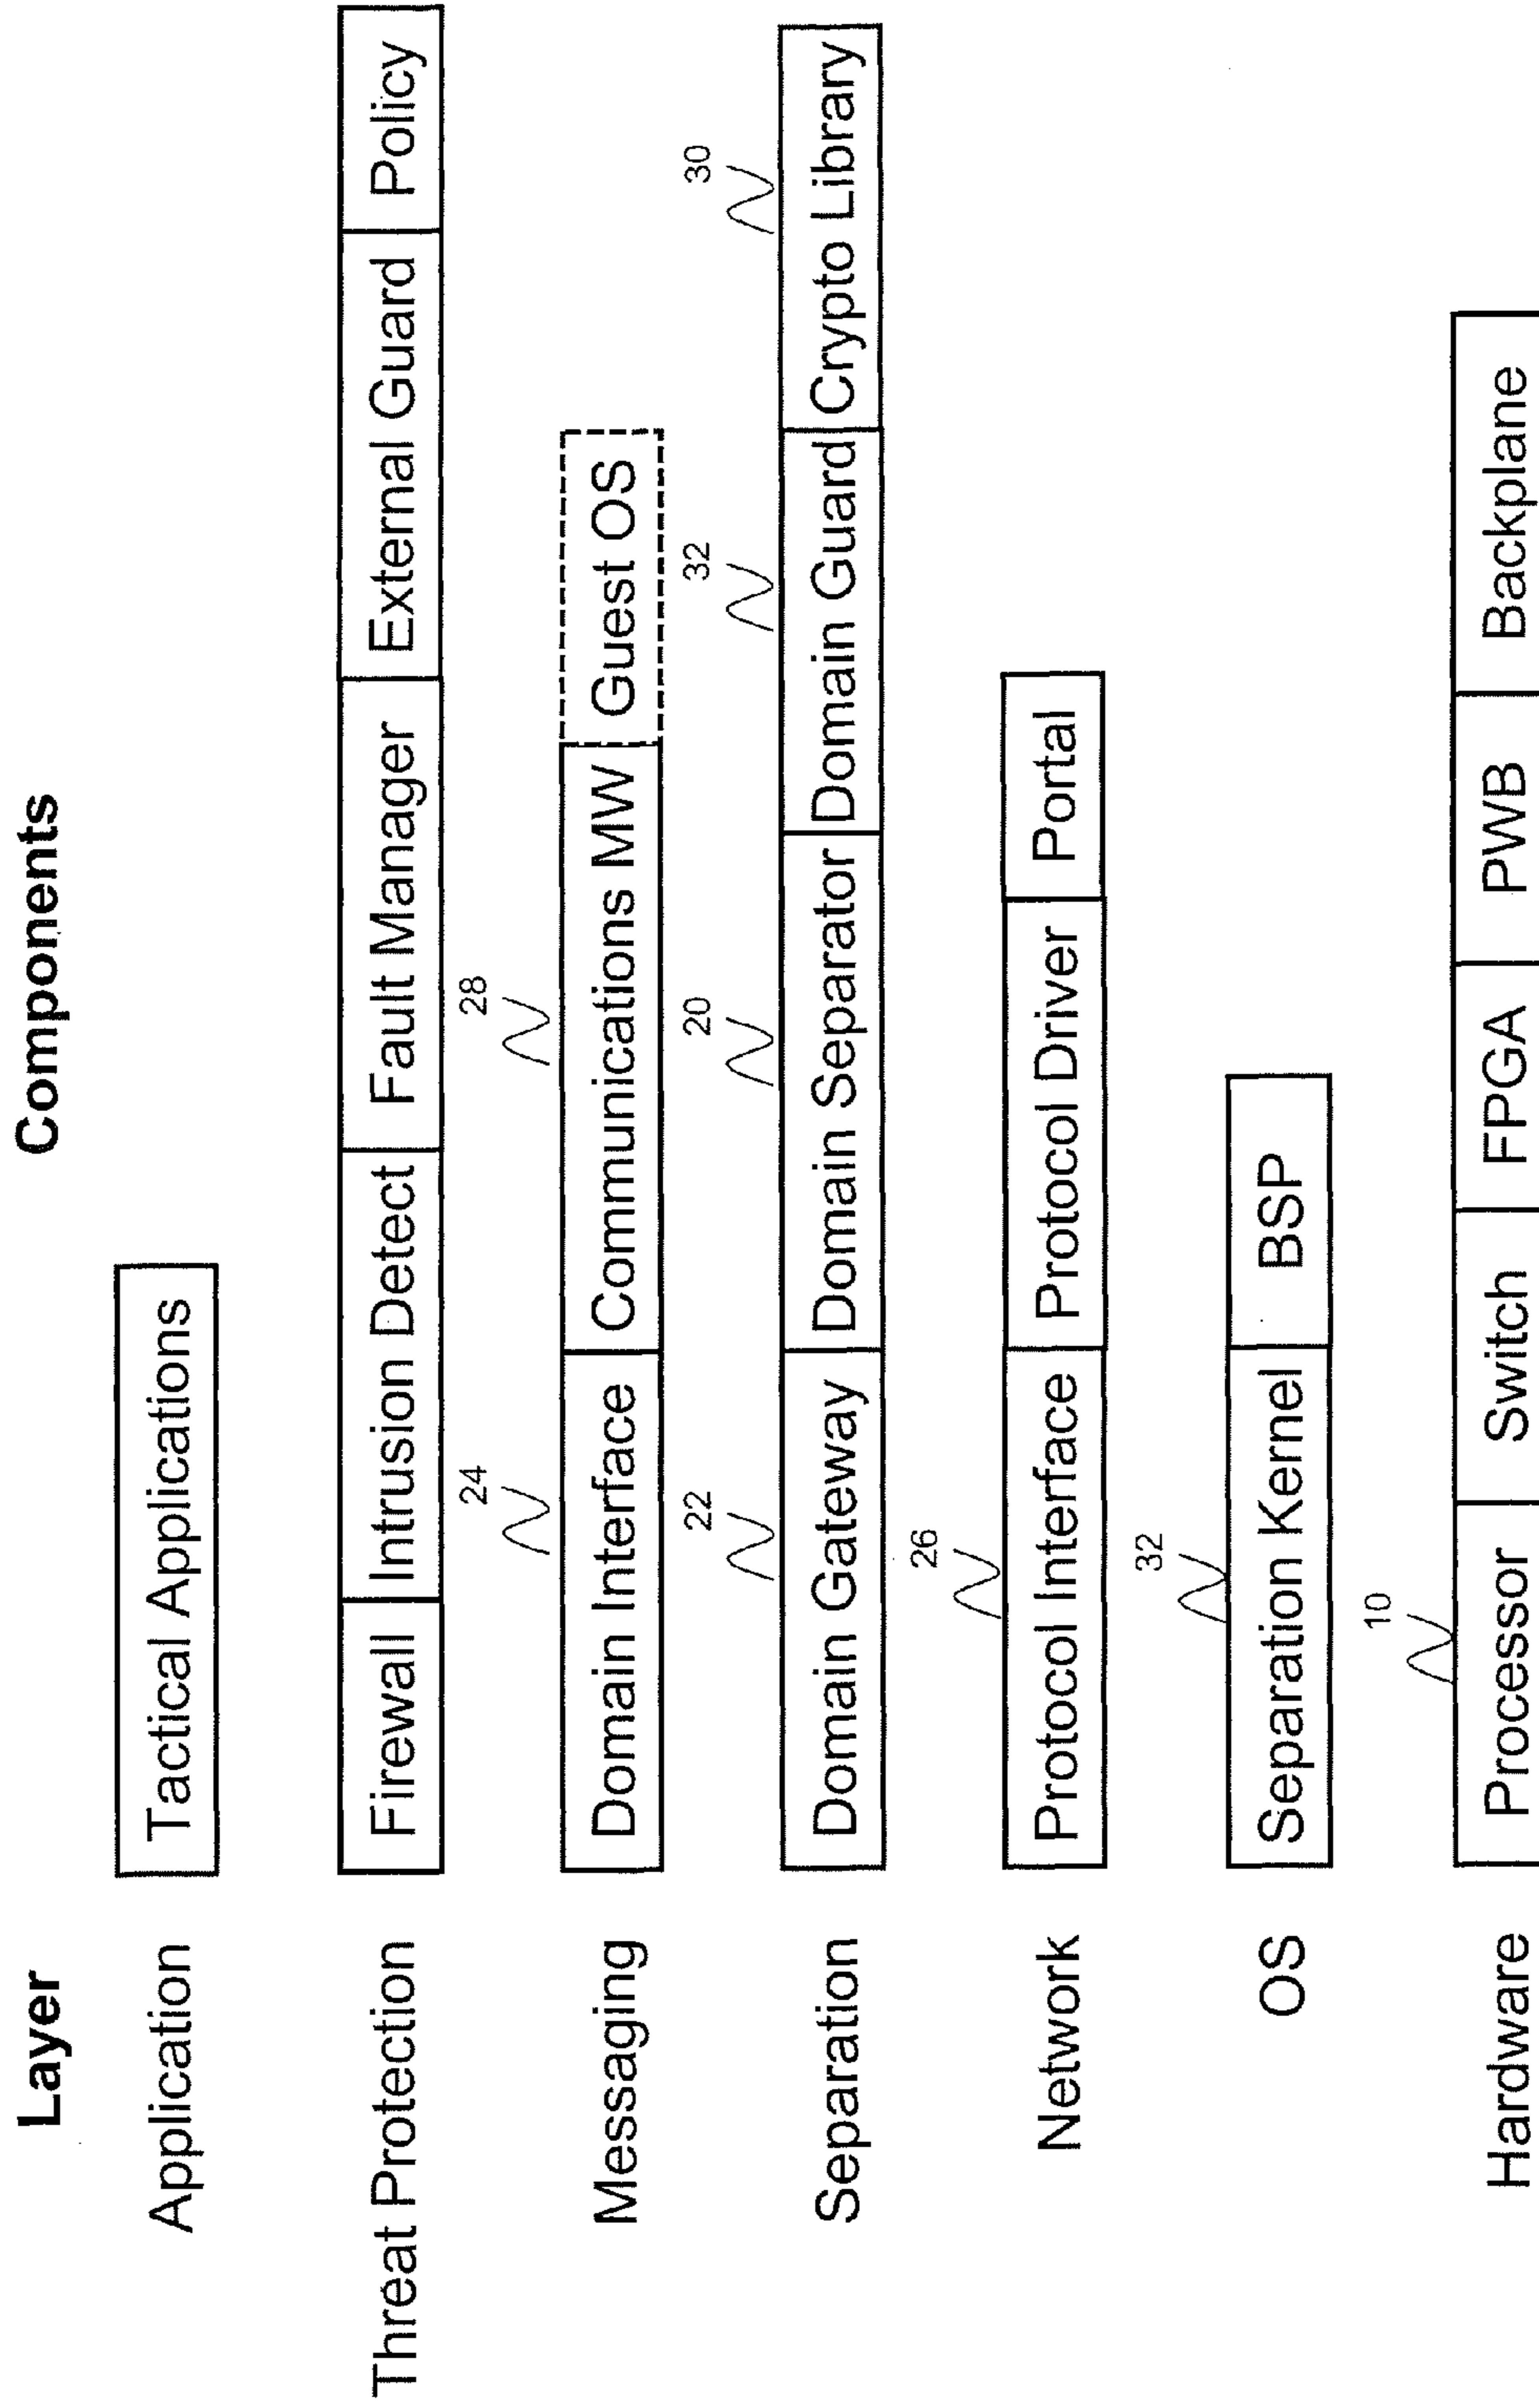 Layer Components
Application Tactical Applications
Threat Protection Firewall Intrusion Detect Fault Manager External Guard Policy
24 28
Messaging Domain Interface Communications MW Guest OS
22 20 32 30
Separation Domain Gateway Domain Separator Domain Guard Crypto Library
26
Network Protocol Interface Protocol Driver Portal
32
OS Separation Kernel BSP
10
Hardware Processor Switch FPGA PWB Backplane